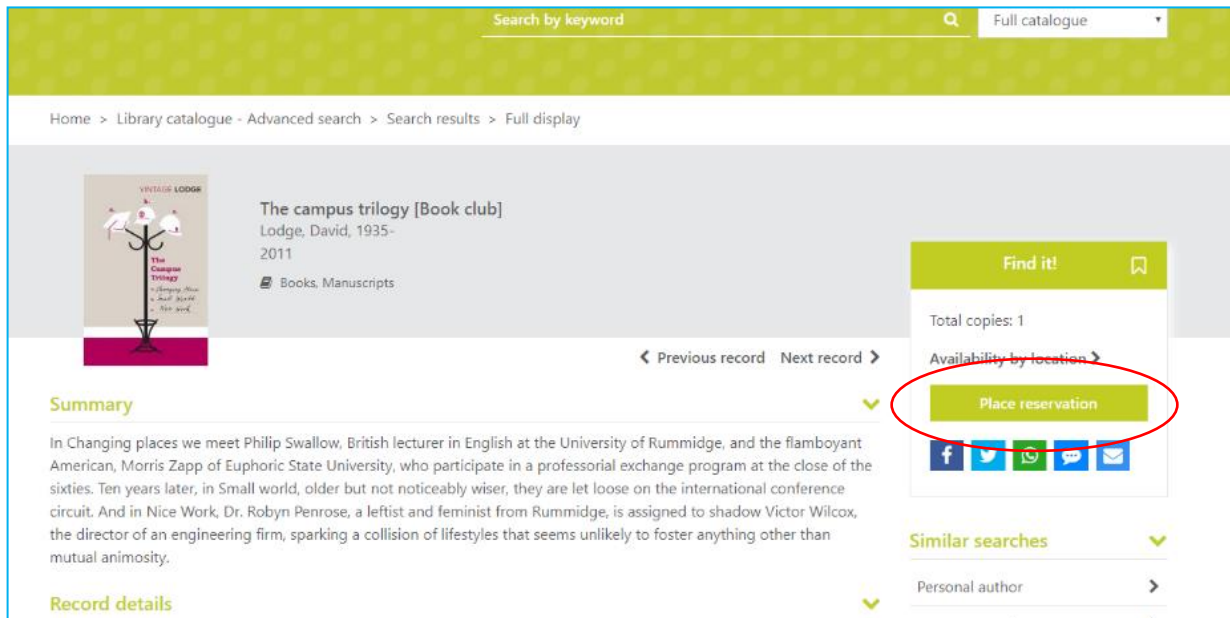 Search by keyword
Full catalogue
Home > Library catalogue - Advanced search > Search results > Full display
VINTAGE LODGE
The
Campus
Trilogy
- Changing Places
- Small World
- Nice Work
The campus trilogy [Book club]
Lodge, David, 1935-
2011
Books, Manuscripts
Find it!
Total copies: 1
Availability by location
Place reservation
Previous record Next record
Summary
In Changing places we meet Philip Swallow, British lecturer in English at the University of Rummidge, and the flamboyant
American, Morris Zapp of Euphoric State University, who participate in a professorial exchange program at the close of the
sixties. Ten years later, in Small world, older but not noticeably wiser, they are let loose on the international conference
circuit. And in Nice Work, Dr. Robyn Penrose, a leftist and feminist from Rummidge, is assigned to shadow Victor Wilcox,
the director of an engineering firm, sparking a collision of lifestyles that seems unlikely to foster anything other than
mutual animosity.
Record details
Similar searches
Personal author